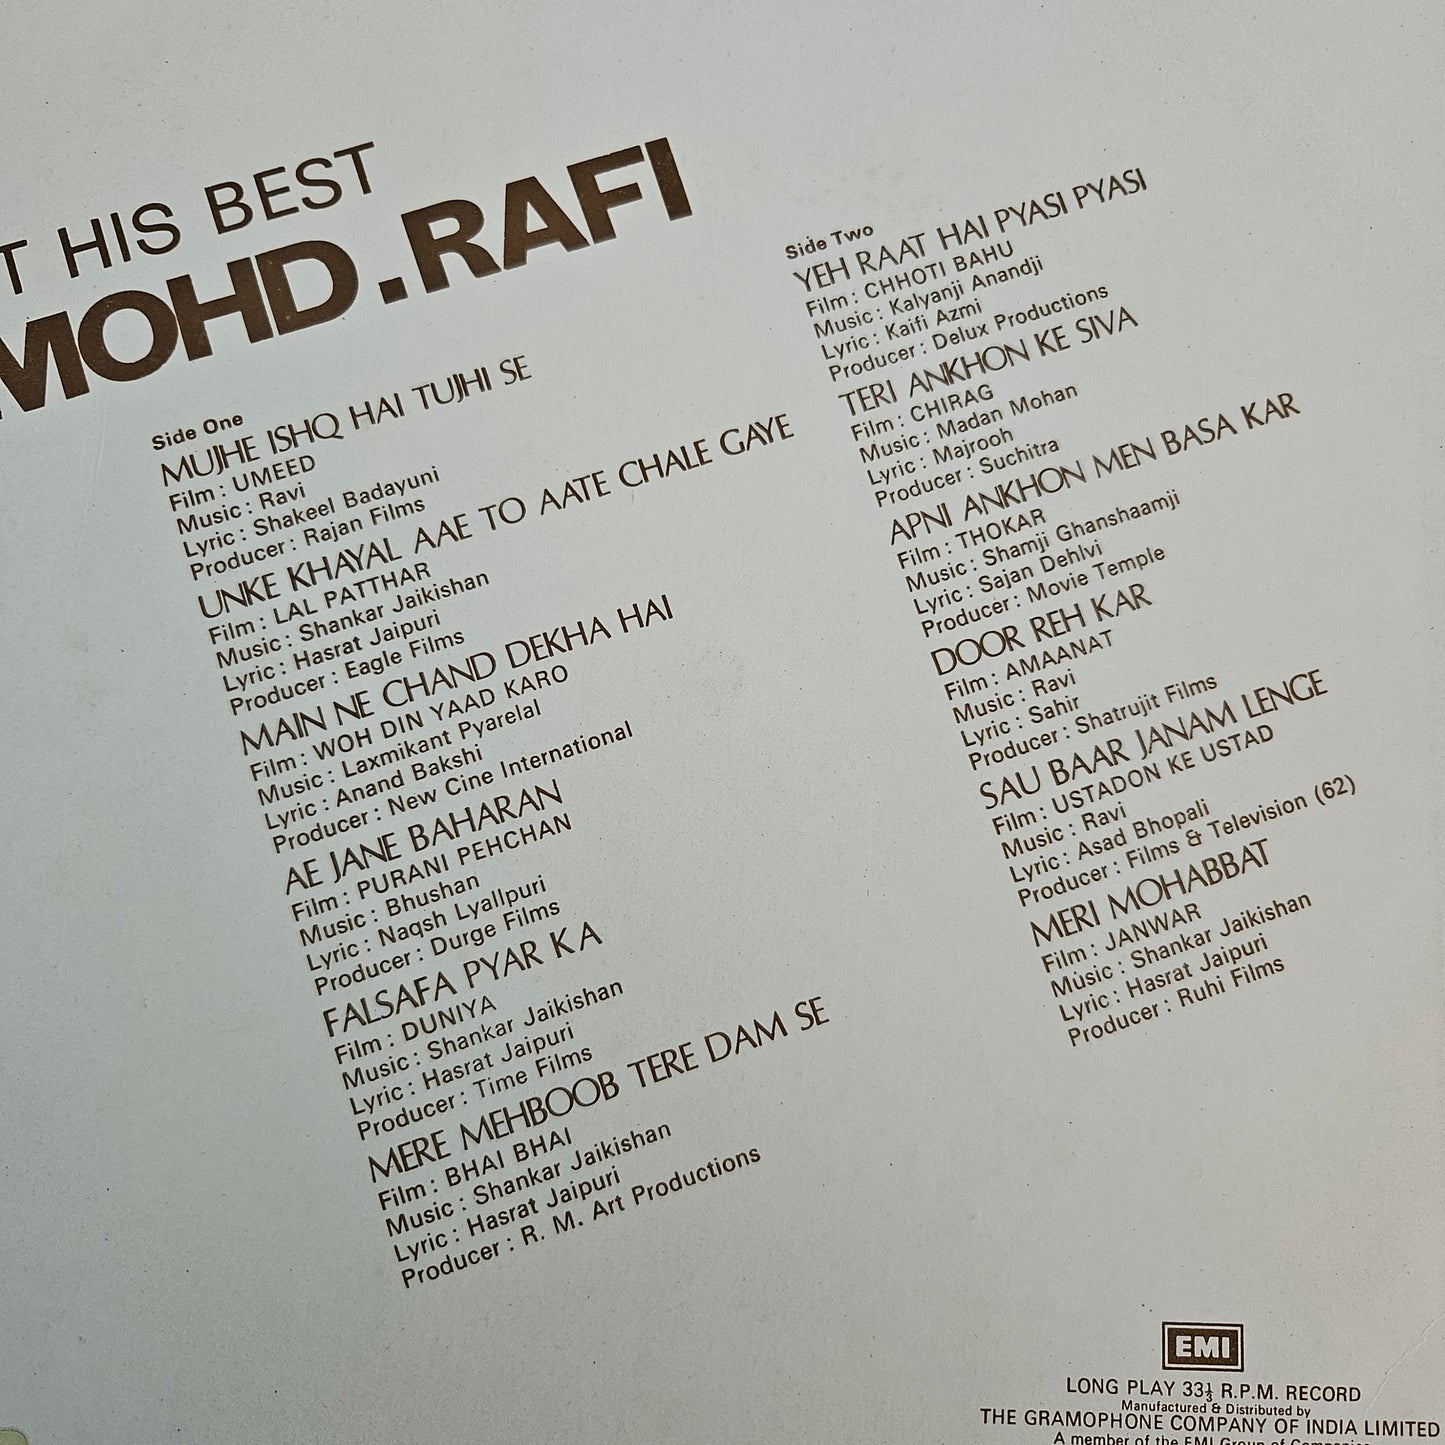 T HIS BEST
MOHD.RAFI
Side One
MUJHE ISHQ HAI TUJHI SE
Film : UMEED
Music : Ravi
Lyric : Shakeel Badayuni
Producer : Rajan Films
UNKE KHAYAL AAE TO AATE CHALE GAYE
Film : LAL PATTHAR
Music : Shankar Jaikishan
Lyric : Hasrat Jaipuri
Producer : Eagle Films
MAIN NE CHAND DEKHA HAI
Film : WOH DIN YAAD KARO
Music : Laxmikant Pyarelal
Lyric : Anand Bakshi
Producer : New Cine International
AE JANE BAHARAN
Film : PURANI PEHCHAN
Music : Bhushan
Lyric : Naqsh Lyallpuri
Producer : Durge Films
FALSAFA PYAR KA
Film : DUNIYA
Music : Shankar Jaikishan
Lyric : Hasrat Jaipuri
Producer : Time Films
MERE MEHBOOB TERE DAM SE
Film : BHAI BHAI
Music : Shankar Jaikishan
Lyric : Hasrat Jaipuri
Producer : R. M. Art Productions
Side Two
YEH RAAT HAI PYASI PYASI
Film : CHHOTI BAHU
Music : Kalyanji Anandji
Lyric : Kaifi Azmi
Producer : Delux Productions
TERI ANKHON KE SIVA
Film : CHIRAG
Music : Madan Mohan
Lyric : Majrooh
Producer : Suchitra
APNI ANKHON MEN BASA KAR
Film : THOKAR
Music : Shamji Ghanshaamji
Lyric : Sajan Dehlvi
Producer : Movie Temple
DOOR REH KAR
Film : AMAANAT
Music : Ravi
Lyric : Sahir
Producer : Shatrujit Films
SAU BAAR JANAM LENGE
Film : USTADON KE USTAD
Music : Ravi
Lyric : Asad Bhopali
Producer : Films & Television (62)
MERI MOHABBAT
Film : JANWAR
Music : Shankar Jaikishan
Lyric : Hasrat Jaipuri
Producer : Ruhi Films
EMI
LONG PLAY 33⅓ R.P.M. RECORD
Manufactured & Distributed by
THE GRAMOPHONE COMPANY OF INDIA LIMITED
A member of the EMI Group of Companies